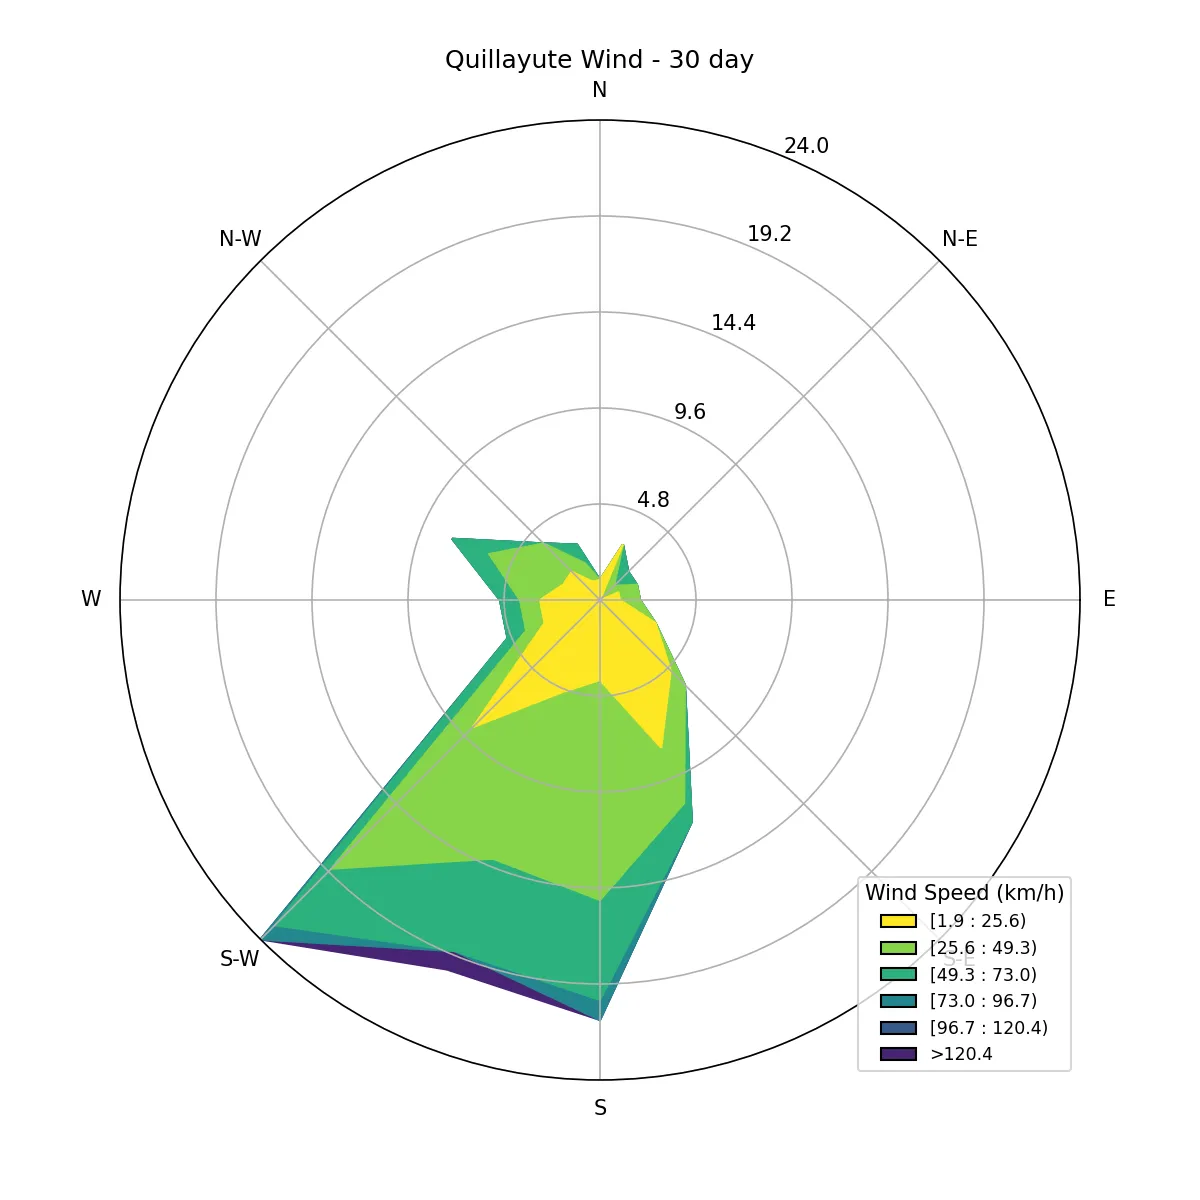 Quillayute Wind - 30 day
N
24.0
19.2
N-W
N-E
14.4
9.6
4.8
W
E
Wind Speed (km/h)
[1.9 : 25.6)
[25.6 : 49.3)
S-W
S-E
[49.3 : 73.0)
[73.0 : 96.7)
[96.7 : 120.4)
>120.4
S